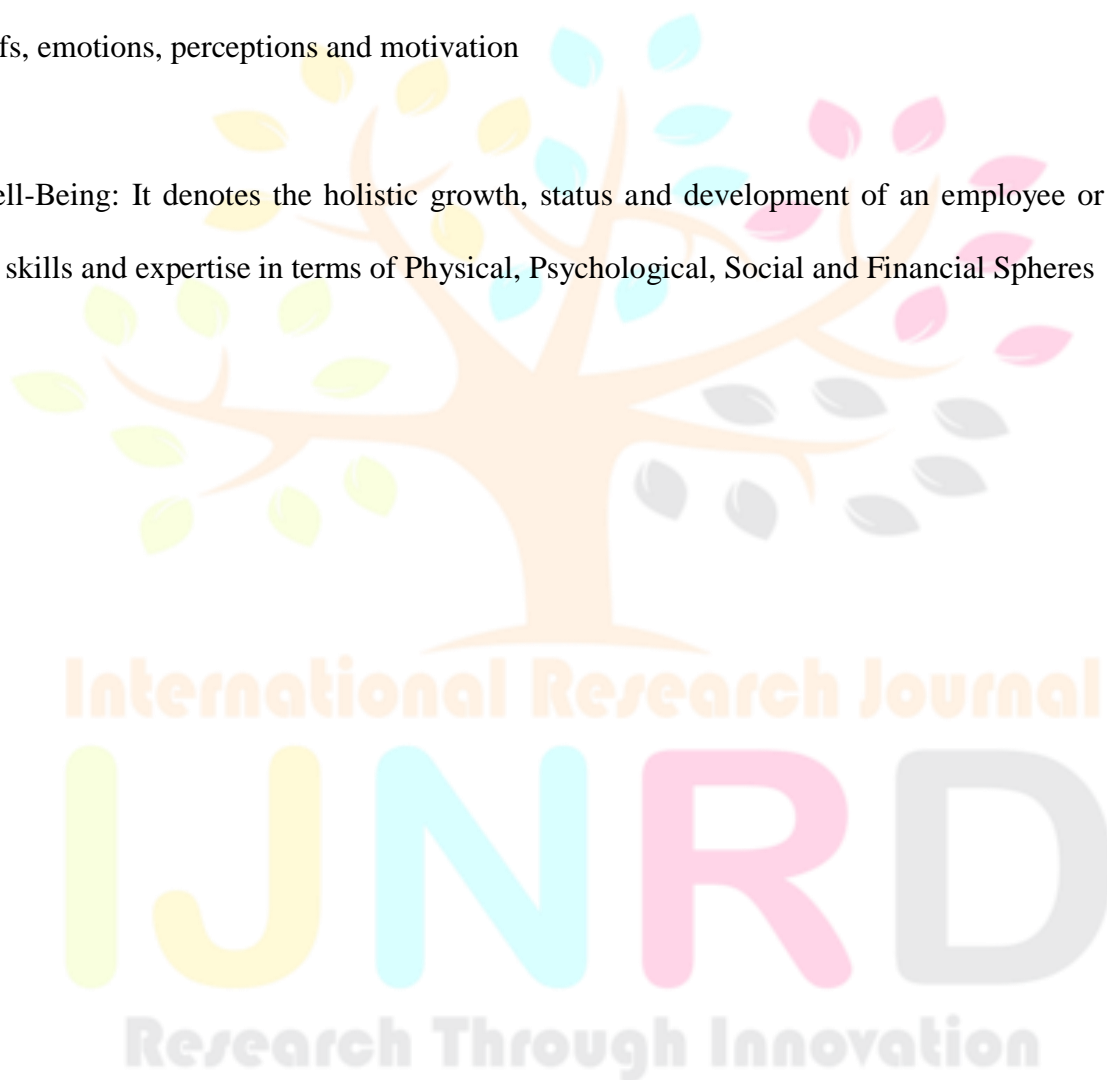 fs, emotions, perceptions and motivation
ell-Being: It denotes the holistic growth, status and development of an employee or
skills and expertise in terms of Physical, Psychological, Social and Financial Spheres
International Research Journal
IJNRD
Research Through Innovation